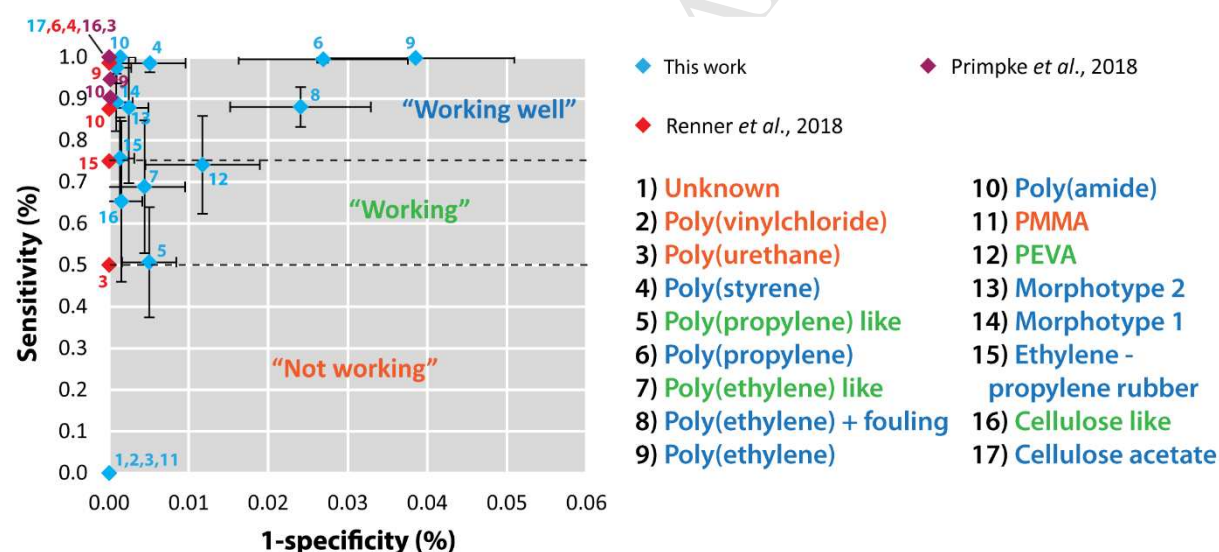 17,6,4,16,3
10
4
6
9
9
9
10
14
8
"Working well"
10
13
15
15
7
12
16
"Working"
5
3
"Not working"
1,2,3,11
1.0
0.9
0.8
0.7
0.6
0.5
0.4
0.3
0.2
0.1
0.0
Sensitivity (%)
0.00 0.01 0.02 0.03 0.04 0.05 0.06
1-specificity (%)
This work
Primpke et al., 2018
Renner et al., 2018
1) Unknown
2) Poly(vinylchloride)
3) Poly(urethane)
4) Poly(styrene)
5) Poly(propylene) like
6) Poly(propylene)
7) Poly(ethylene) like
8) Poly(ethylene) + fouling
9) Poly(ethylene)
10) Poly(amide)
11) PMMA
12) PEVA
13) Morphotype 2
14) Morphotype 1
15) Ethylene -
propylene rubber
16) Cellulose like
17) Cellulose acetate